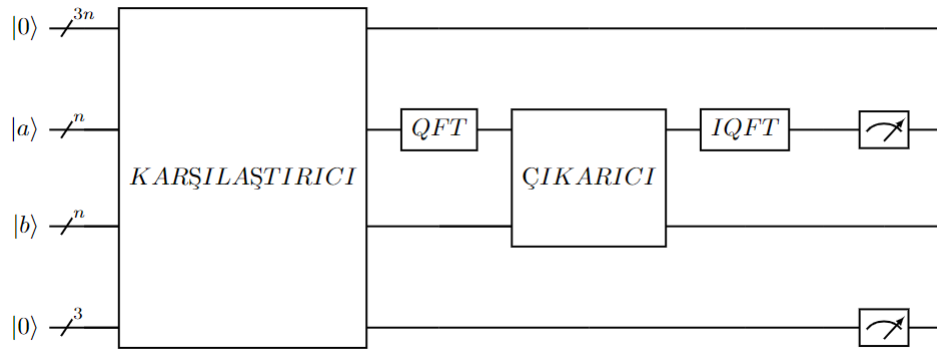 |0⟩ 3n
|a⟩ n QFT IQFT
KARŞILAŞTIRICI ÇIKARICI
|b⟩ n
|0⟩ 3